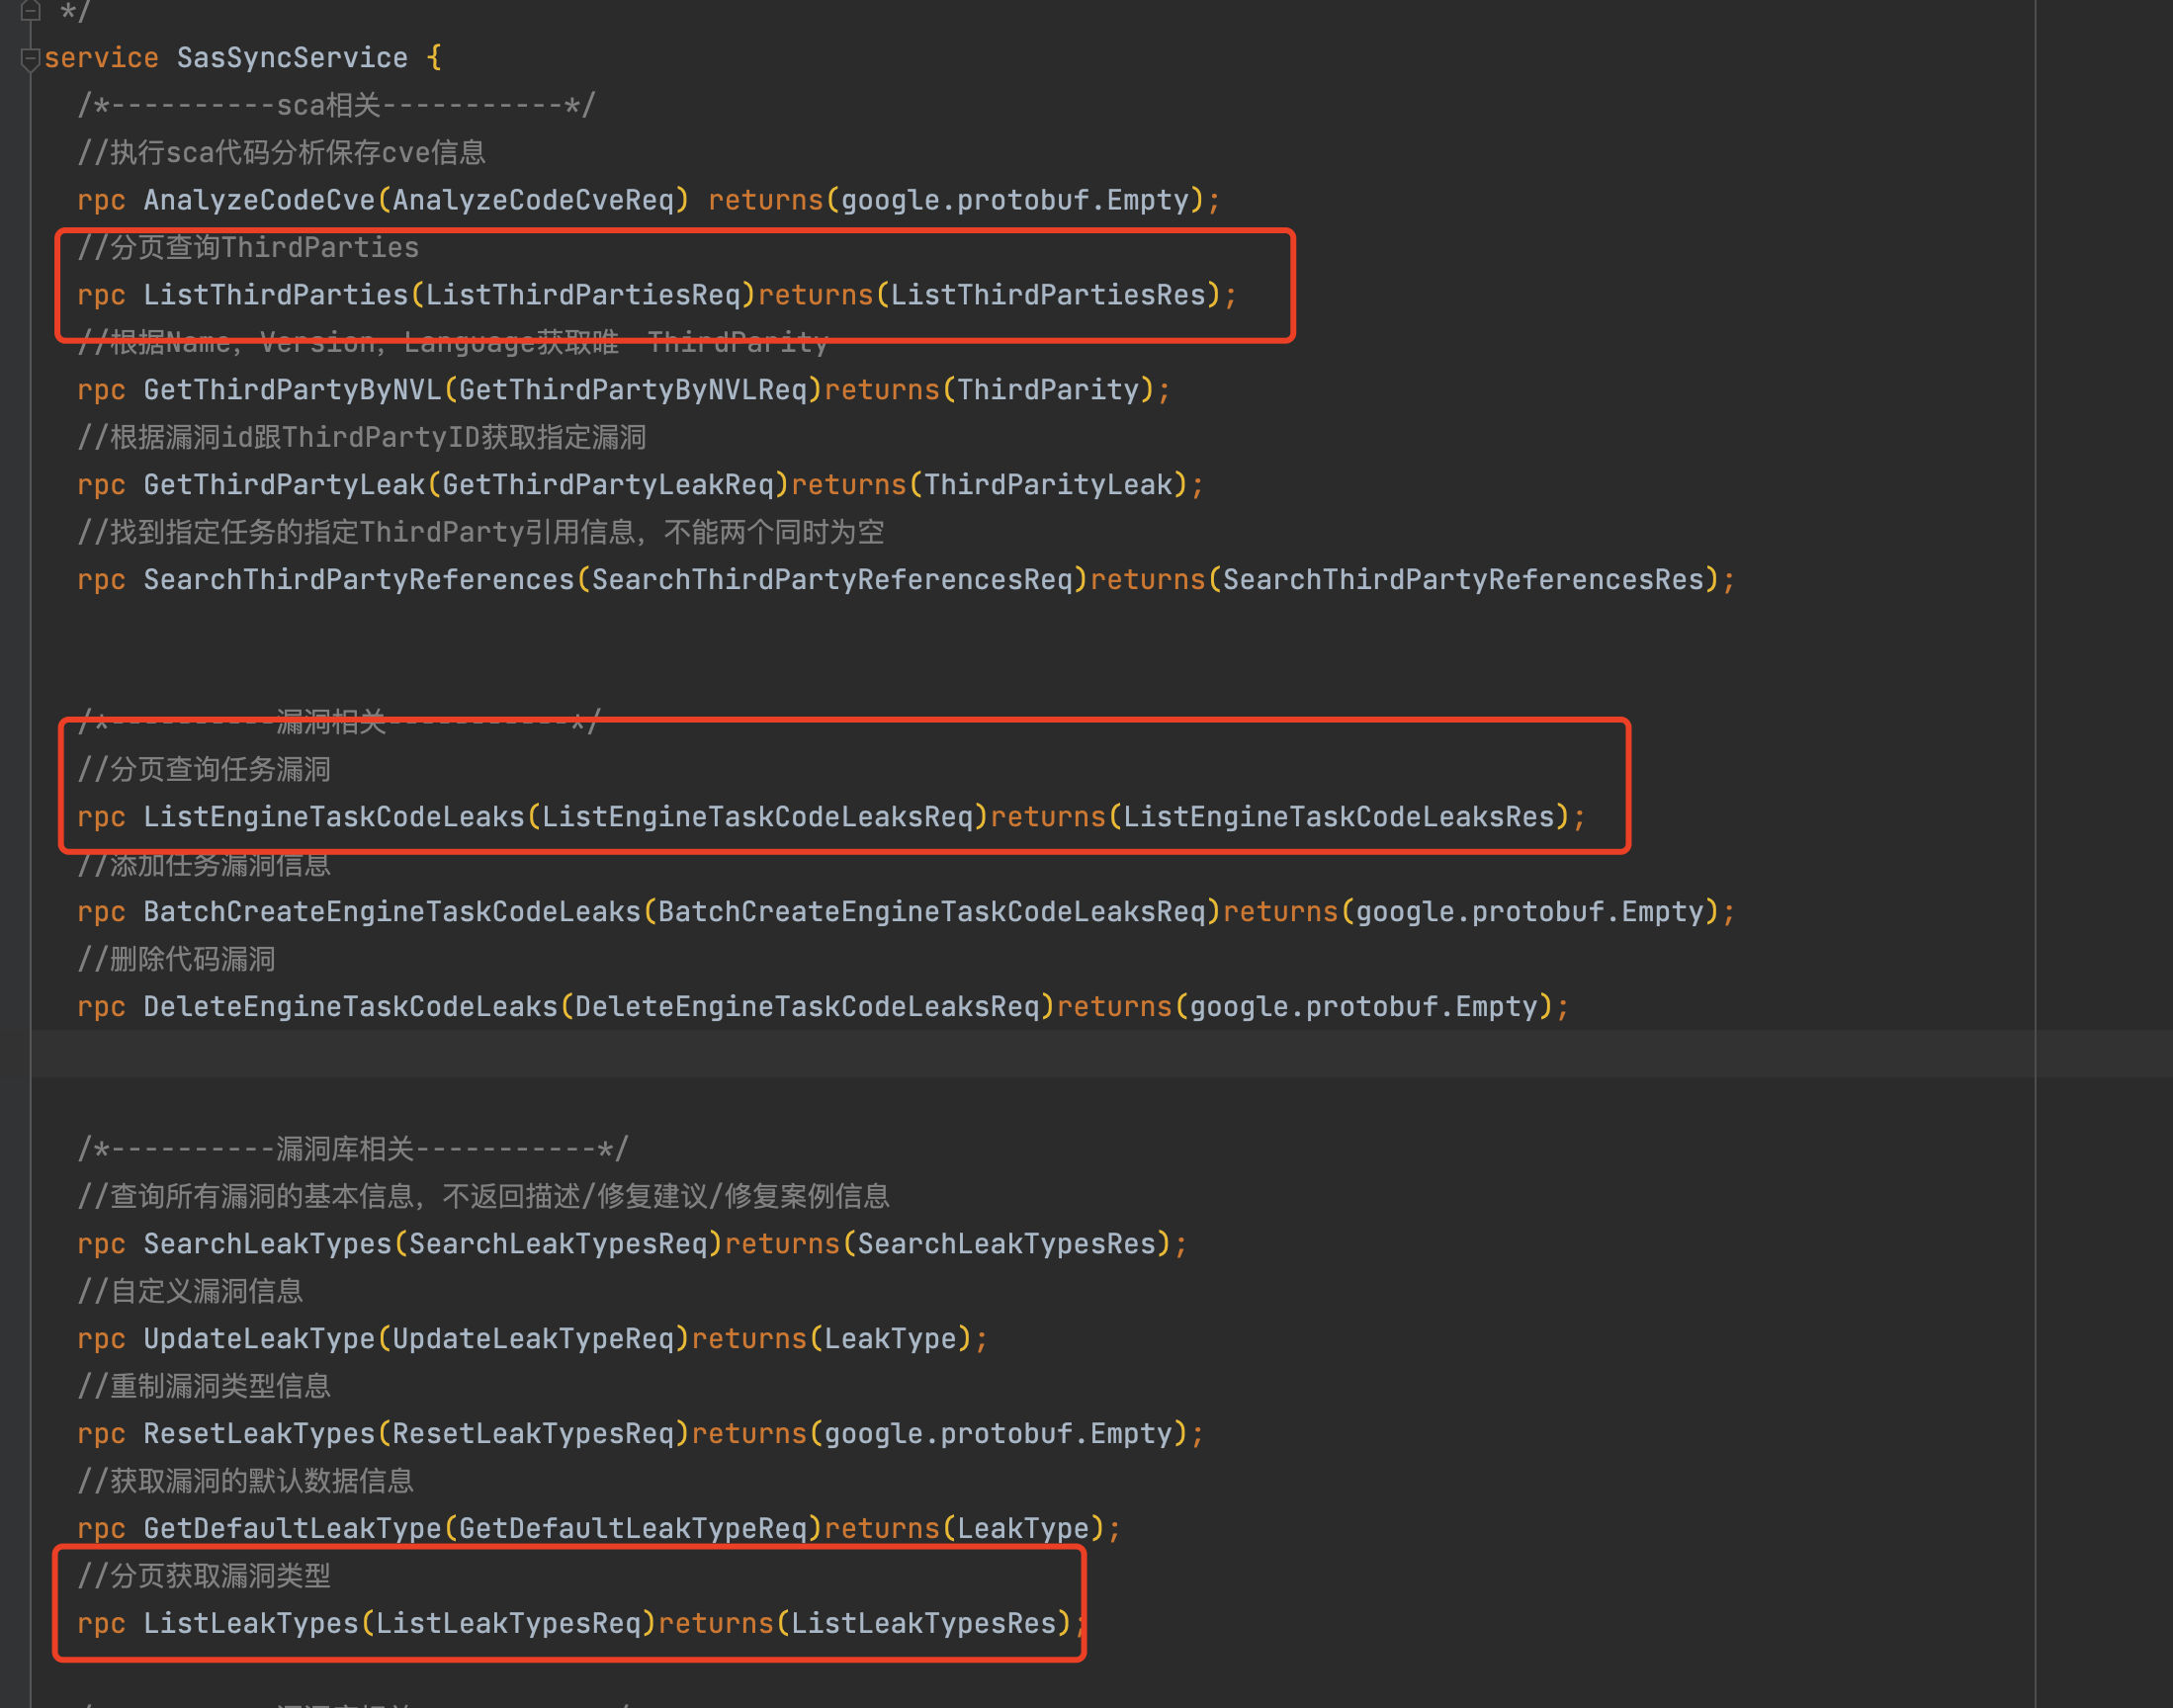 */
service SasSyncService {
/*----------sca相关-----------*/
//执行sca代码分析保存cve信息
rpc AnalyzeCodeCve(AnalyzeCodeCveReq) returns(google.protobuf.Empty);
//分页查询ThirdParties
rpc ListThirdParties(ListThirdPartiesReq)returns(ListThirdPartiesRes);
//根据Name, Version, Language获取唯一ThirdParity
rpc GetThirdPartyByNVL(GetThirdPartyByNVLReq)returns(ThirdParity);
//根据漏洞id跟ThirdPartyID获取指定漏洞
rpc GetThirdPartyLeak(GetThirdPartyLeakReq)returns(ThirdParityLeak);
//找到指定任务的指定ThirdParty引用信息，不能两个同时为空
rpc SearchThirdPartyReferences(SearchThirdPartyReferencesReq)returns(SearchThirdPartyReferencesRes);
/*----------漏洞相关-----------*/
//分页查询任务漏洞
rpc ListEngineTaskCodeLeaks(ListEngineTaskCodeLeaksReq)returns(ListEngineTaskCodeLeaksRes);
//添加任务漏洞信息
rpc BatchCreateEngineTaskCodeLeaks(BatchCreateEngineTaskCodeLeaksReq)returns(google.protobuf.Empty);
//删除代码漏洞
rpc DeleteEngineTaskCodeLeaks(DeleteEngineTaskCodeLeaksReq)returns(google.protobuf.Empty);
/*----------漏洞库相关-----------*/
//查询所有漏洞的基本信息，不返回描述/修复建议/修复案例信息
rpc SearchLeakTypes(SearchLeakTypesReq)returns(SearchLeakTypesRes);
//自定义漏洞信息
rpc UpdateLeakType(UpdateLeakTypeReq)returns(LeakType);
//重制漏洞类型信息
rpc ResetLeakTypes(ResetLeakTypesReq)returns(google.protobuf.Empty);
//获取漏洞的默认数据信息
rpc GetDefaultLeakType(GetDefaultLeakTypeReq)returns(LeakType);
//分页获取漏洞类型
rpc ListLeakTypes(ListLeakTypesReq)returns(ListLeakTypesRes);